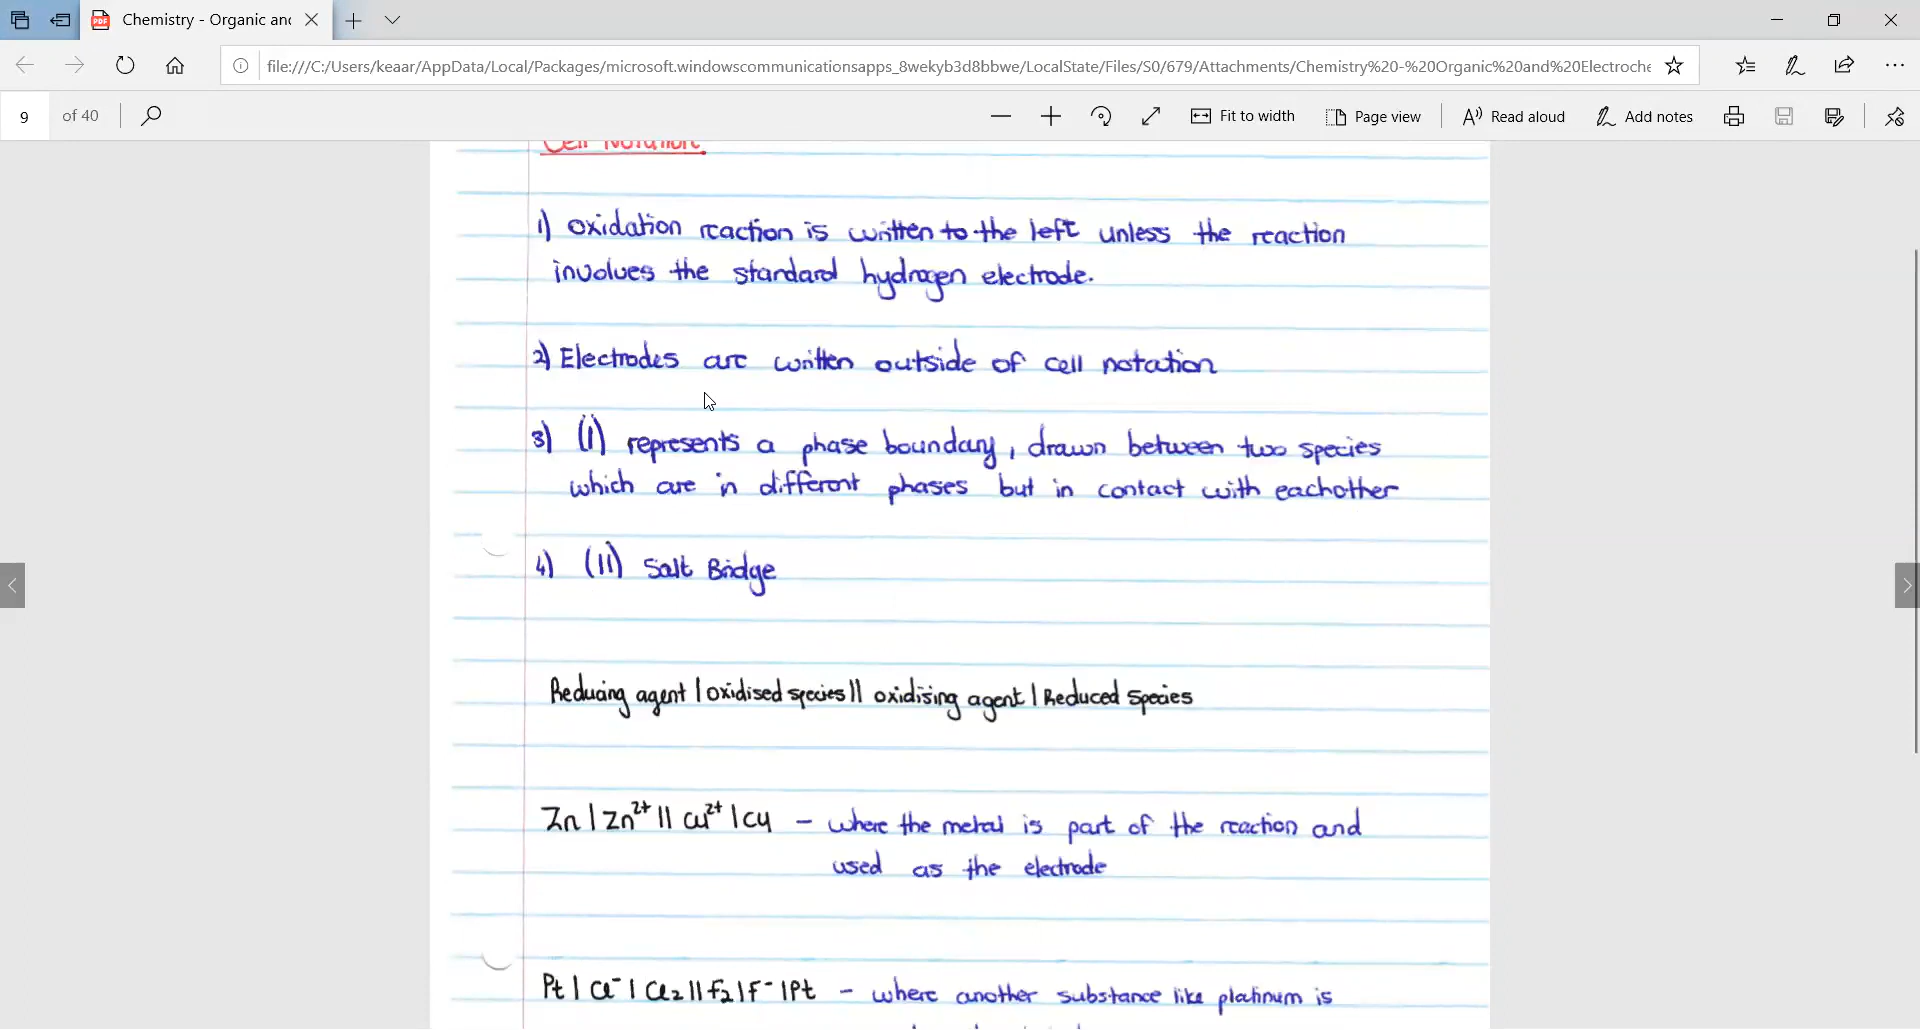 Chemistry - Organic and
file:///C:/Users/keaar/AppData/Local/Packages/microsoft.windowscommunicationsapps_8wekyb3d8bbwe/LocalState/Files/S0/679/Attachments/Chemistry%20-%20Organic%20and%20Electroche
9 of 40
Fit to width
Page view
Read aloud
Add notes
Cell Notation.
1) oxidation reaction is written to the left unless the reaction
involves the standard hydrogen electrode.
2) Electrodes are written outside of cell notation
3) (|) represents a phase boundary, drawn between two species
which are in different phases but in contact with eachother
4) (||) Salt Bridge
Reducing agent | oxidised species || oxidising agent | Reduced species
Zn | Zn²⁺ || Cu²⁺ | Cu – where the metal is part of the reaction and
used as the electrode
Pt | Cl⁻ | Cl₂ || F₂ | F⁻ | Pt – where another substance like platinum is